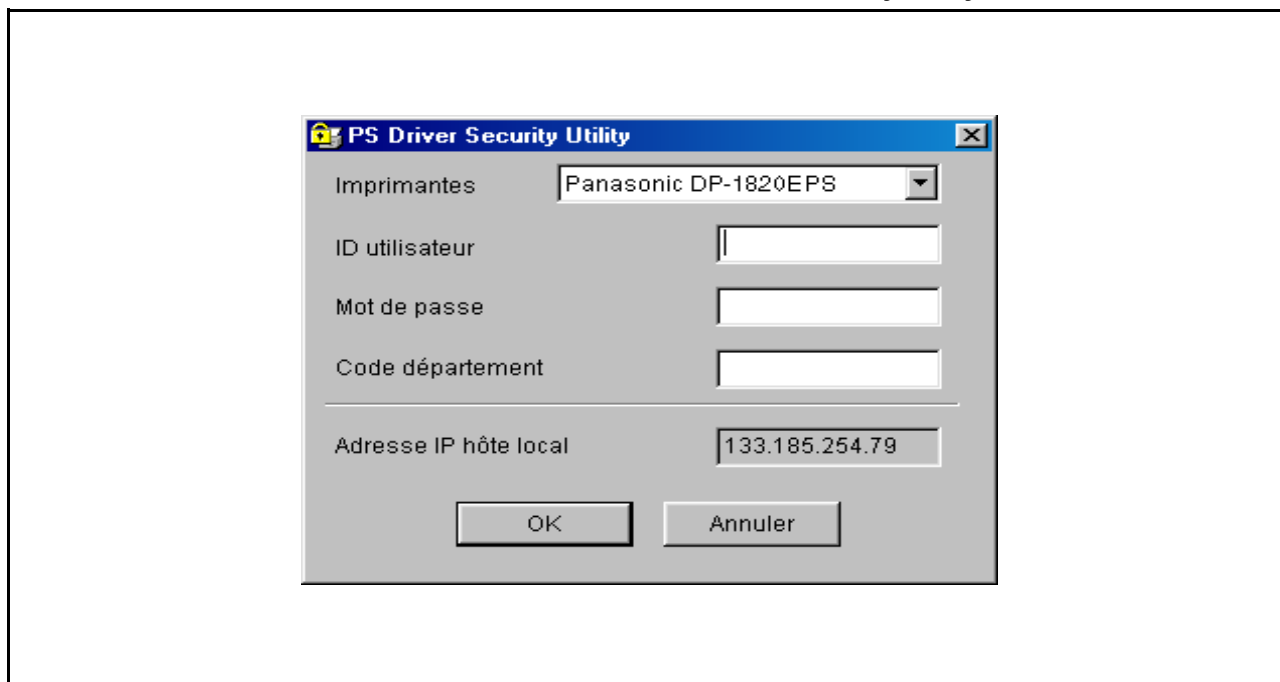 PS Driver Security Utility
Imprimantes Panasonic DP-1820EPS
ID utilisateur
Mot de passe
Code département
Adresse IP hôte local 133.185.254.79
OK Annuler